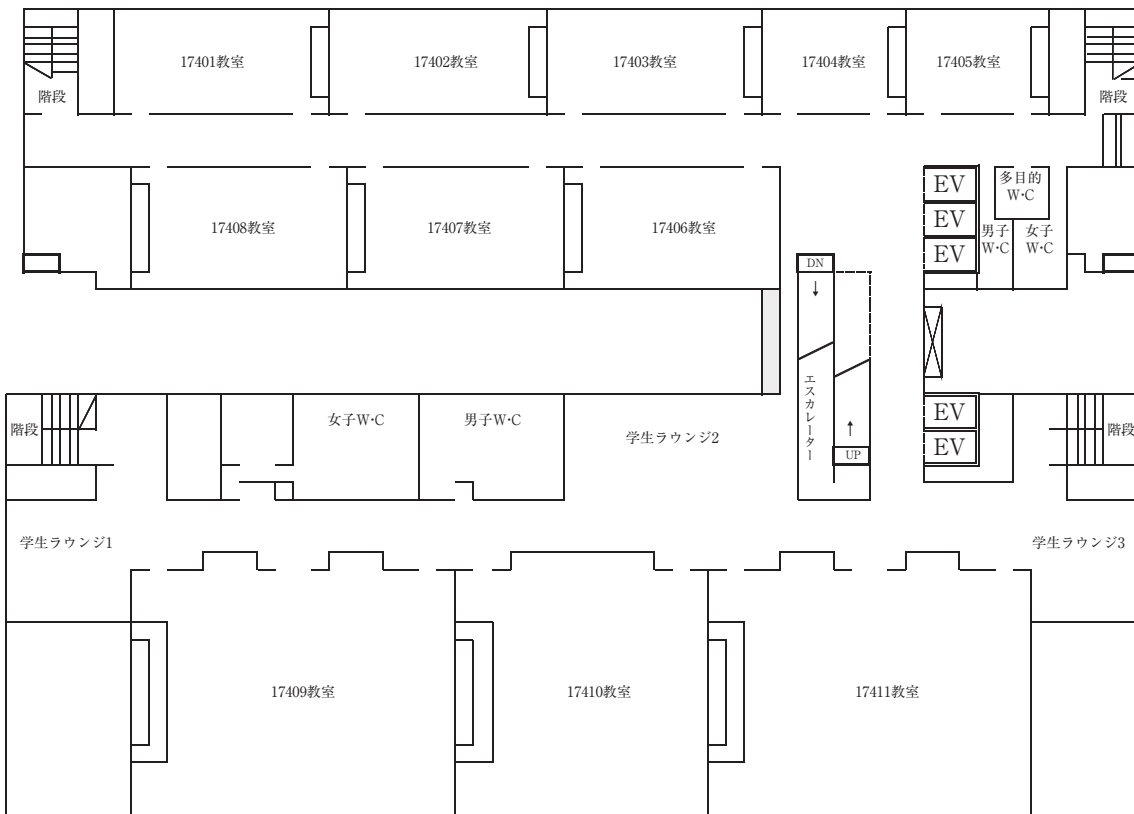 17401教室
17402教室
17403教室
17404教室
17405教室
階段
階段
EV
EV
EV
多目的
W·C
男子
W·C
女子
W·C
17408教室
17407教室
17406教室
DN
↓
エスカレーター
↑
UP
階段
女子W·C
男子W·C
学生ラウンジ2
EV
EV
階段
学生ラウンジ1
学生ラウンジ3
17409教室
17410教室
17411教室